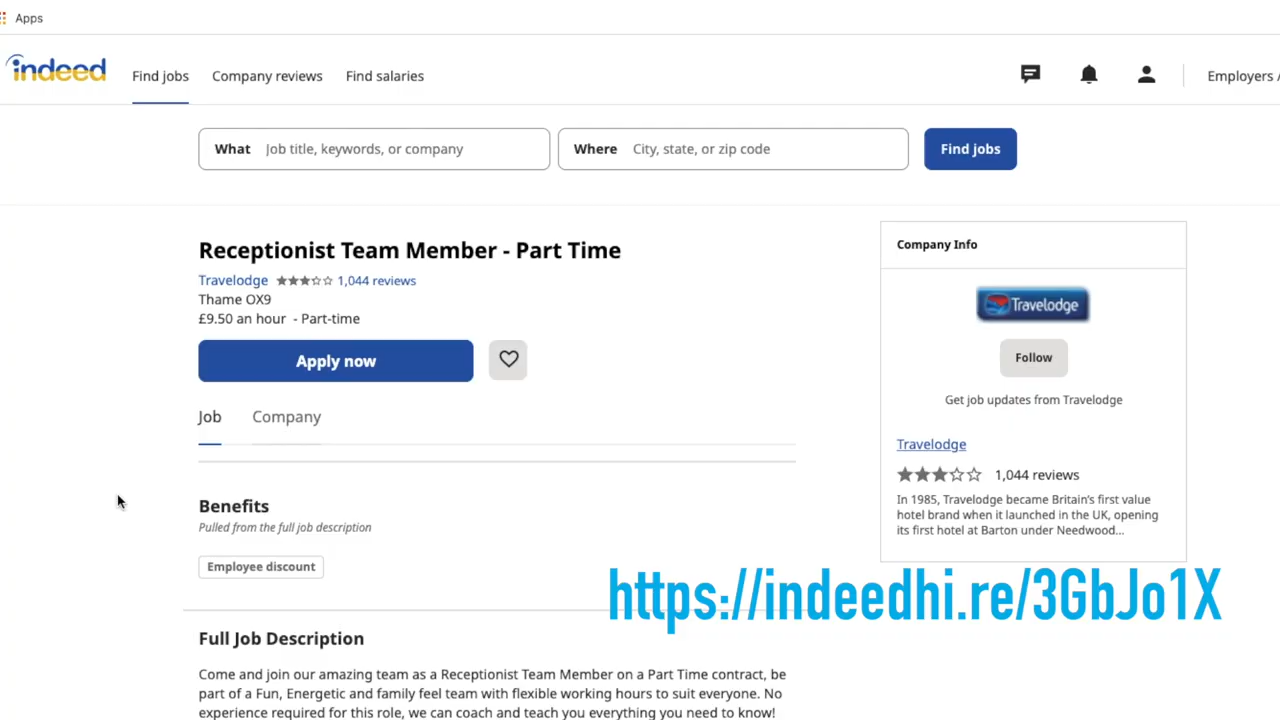 Apps
indeed
Find jobs
Company reviews
Find salaries
Employers /
What Job title, keywords, or company
Where City, state, or zip code
Find jobs
Receptionist Team Member - Part Time
Travelodge 1,044 reviews
Thame OX9
£9.50 an hour - Part-time
Apply now
Job
Company
Benefits
Pulled from the full job description
Employee discount
Full Job Description
Come and join our amazing team as a Receptionist Team Member on a Part Time contract, be
part of a Fun, Energetic and family feel team with flexible working hours to suit everyone. No
experience required for this role, we can coach and teach you everything you need to know!
Company Info
Travelodge
Follow
Get job updates from Travelodge
Travelodge
1,044 reviews
In 1985, Travelodge became Britain's first value
hotel brand when it launched in the UK, opening
its first hotel at Barton under Needwood...
https://indeedhi.re/3GbJo1X